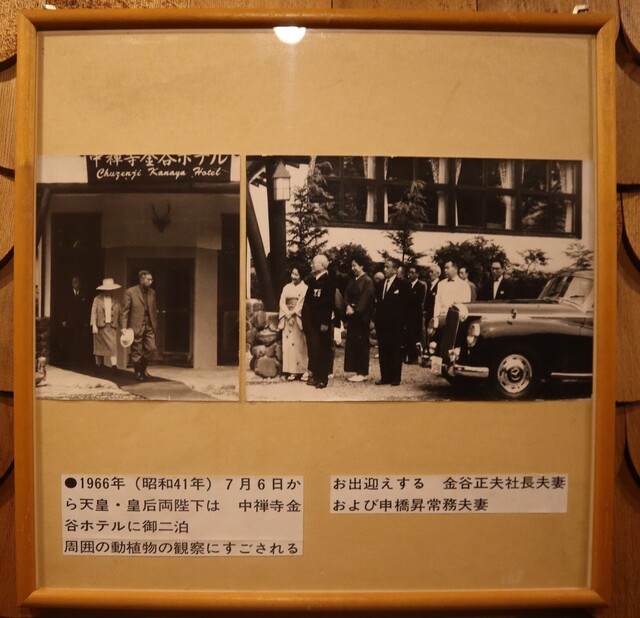 中禅寺金谷ホテル
Chuzenji Kanaya Hotel
●1966年（昭和41年）７月６日か
ら天皇・皇后両陛下は　中禅寺金
谷ホテルに御二泊
周囲の動植物の観察にすごされる
お出迎えする　金谷正夫社長夫妻
および申橋昇常務夫妻